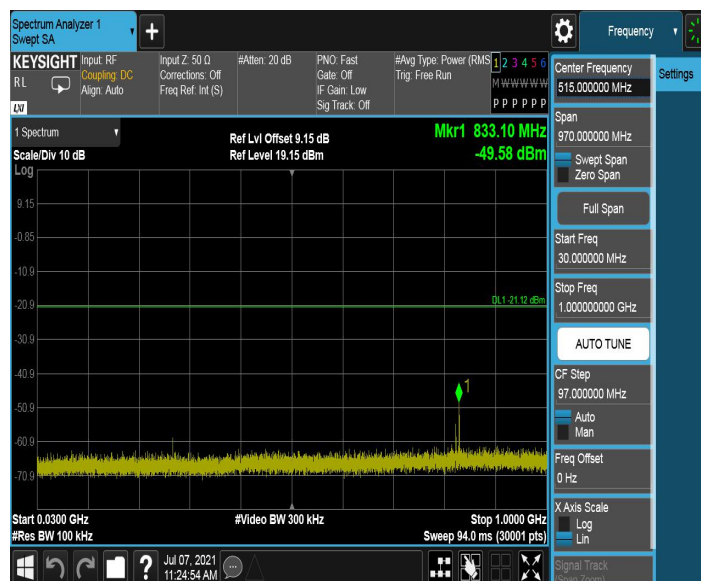 Spectrum Analyzer 1
Swept SA
Frequency
KEYSIGHT
RL
LXI
Input: RF
Coupling: DC
Align: Auto
Input Z: 50 Ω
Corrections: Off
Freq Ref: Int (S)
#Atten: 20 dB
PNO: Fast
Gate: Off
IF Gain: Low
Sig Track: Off
#Avg Type: Power (RMS
Trig: Free Run
1 2 3 4 5 6
M W W W W W
P P P P P P
Center Frequency
515.000000 MHz
Settings
Span
970.000000 MHz
Swept Span
Zero Span
Full Span
Start Freq
30.000000 MHz
Stop Freq
1.000000000 GHz
AUTO TUNE
CF Step
97.000000 MHz
Auto
Man
Freq Offset
0 Hz
X Axis Scale
Log
Lin
Signal Track
(Span Zoom)
1 Spectrum
Scale/Div 10 dB
Ref Lvl Offset 9.15 dB
Ref Level 19.15 dBm
Mkr1 833.10 MHz
-49.58 dBm
Log
9.15
-0.85
-10.9
-20.9
DL1 -21.12 dBm
-30.9
-40.9
1
-50.9
-60.9
-70.9
Start 0.0300 GHz
#Res BW 100 kHz
#Video BW 300 kHz
Stop 1.0000 GHz
Sweep 94.0 ms (30001 pts)
?
Jul 07, 2021
11:24:54 AM